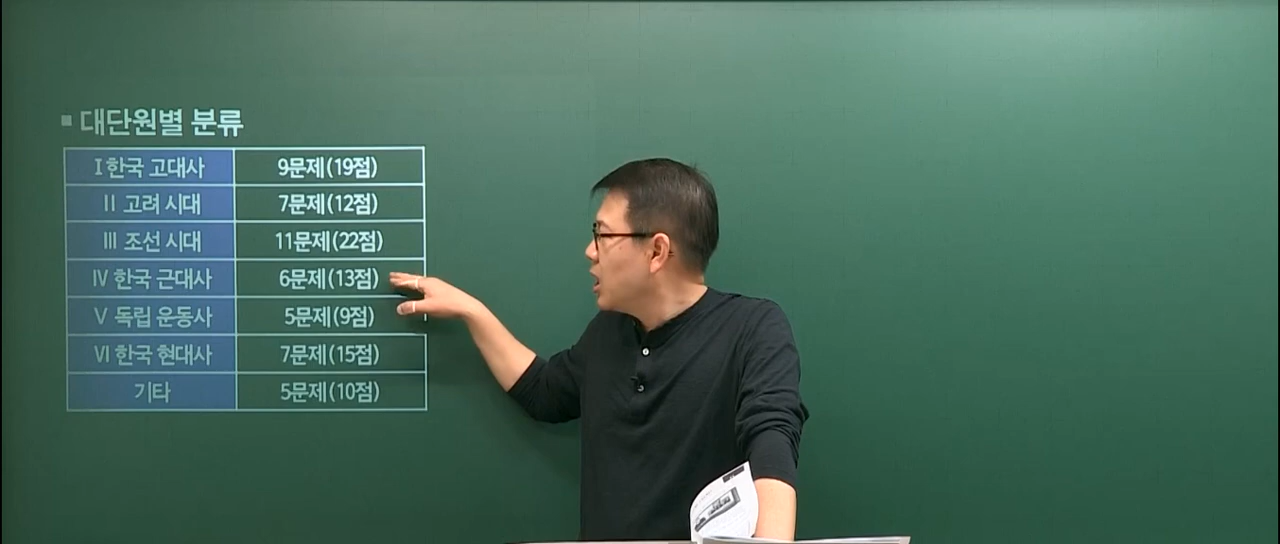 ▪ 대단원별 분류
Ⅰ 한국 고대사 9문제(19점)
Ⅱ 고려 시대 7문제(12점)
Ⅲ 조선 시대 11문제(22점)
Ⅳ 한국 근대사 6문제(13점)
Ⅴ 독립 운동사 5문제(9점)
Ⅵ 한국 현대사 7문제(15점)
기타 5문제(10점)